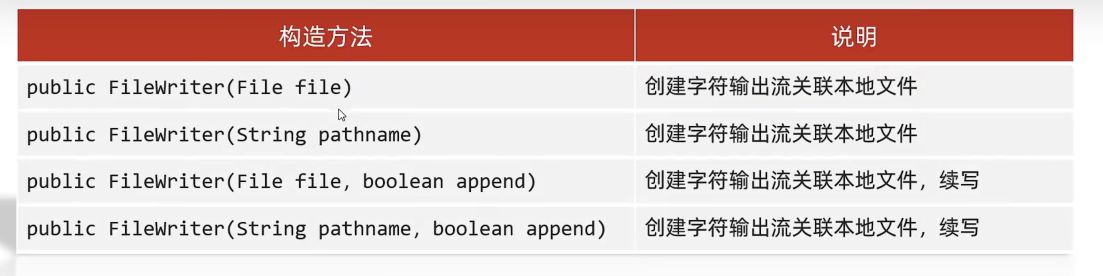 构造方法 说明
public FileWriter(File file) 创建字符输出流关联本地文件
public FileWriter(String pathname) 创建字符输出流关联本地文件
public FileWriter(File file, boolean append) 创建字符输出流关联本地文件，续写
public FileWriter(String pathname, boolean append) 创建字符输出流关联本地文件，续写